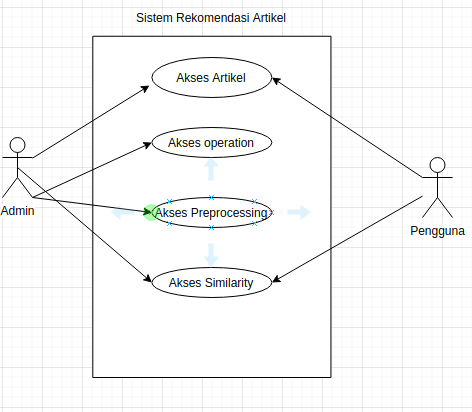 Sistem Rekomendasi Artikel
Akses Artikel
Akses operation
Akses Preprocessing
Akses Similarity
Admin
Pengguna